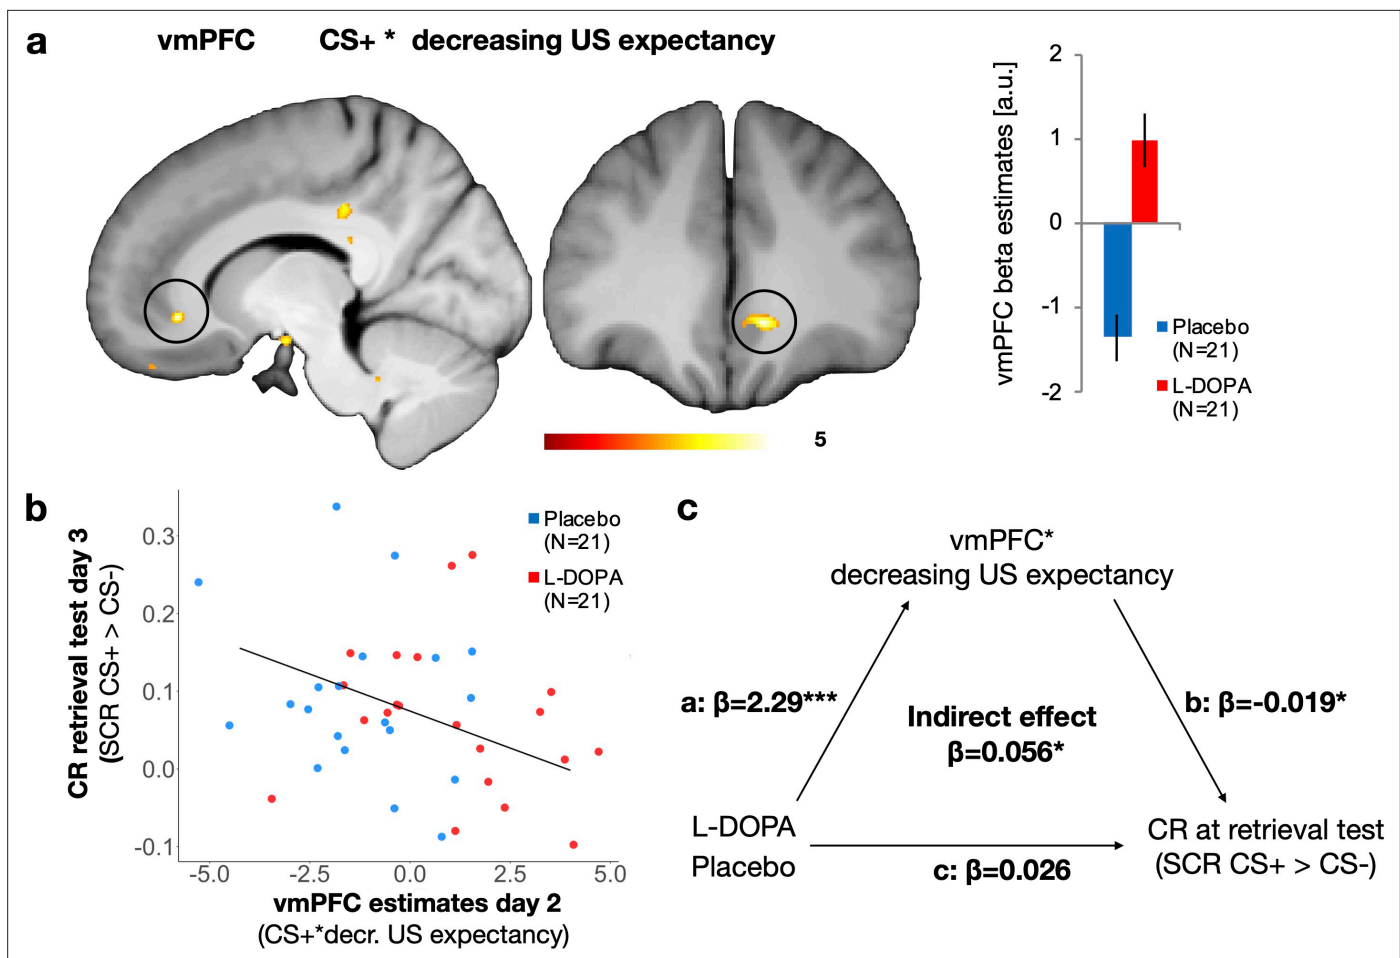 a
vmPFC
CS+ * decreasing US expectancy
vmPFC beta estimates [a.u.]
2
1
0
-1
-2
Placebo
(N=21)
L-DOPA
(N=21)
5
b
CR retrieval test day 3
(SCR CS+ > CS-)
0.3
0.2
0.1
0.0
-0.1
-5.0
-2.5
0.0
2.5
5.0
vmPFC estimates day 2
(CS+*decr. US expectancy)
Placebo
(N=21)
L-DOPA
(N=21)
c
vmPFC*
decreasing US expectancy
a: β=2.29***
Indirect effect
β=0.056*
b: β=-0.019*
L-DOPA
Placebo
c: β=0.026
CR at retrieval test
(SCR CS+ > CS-)